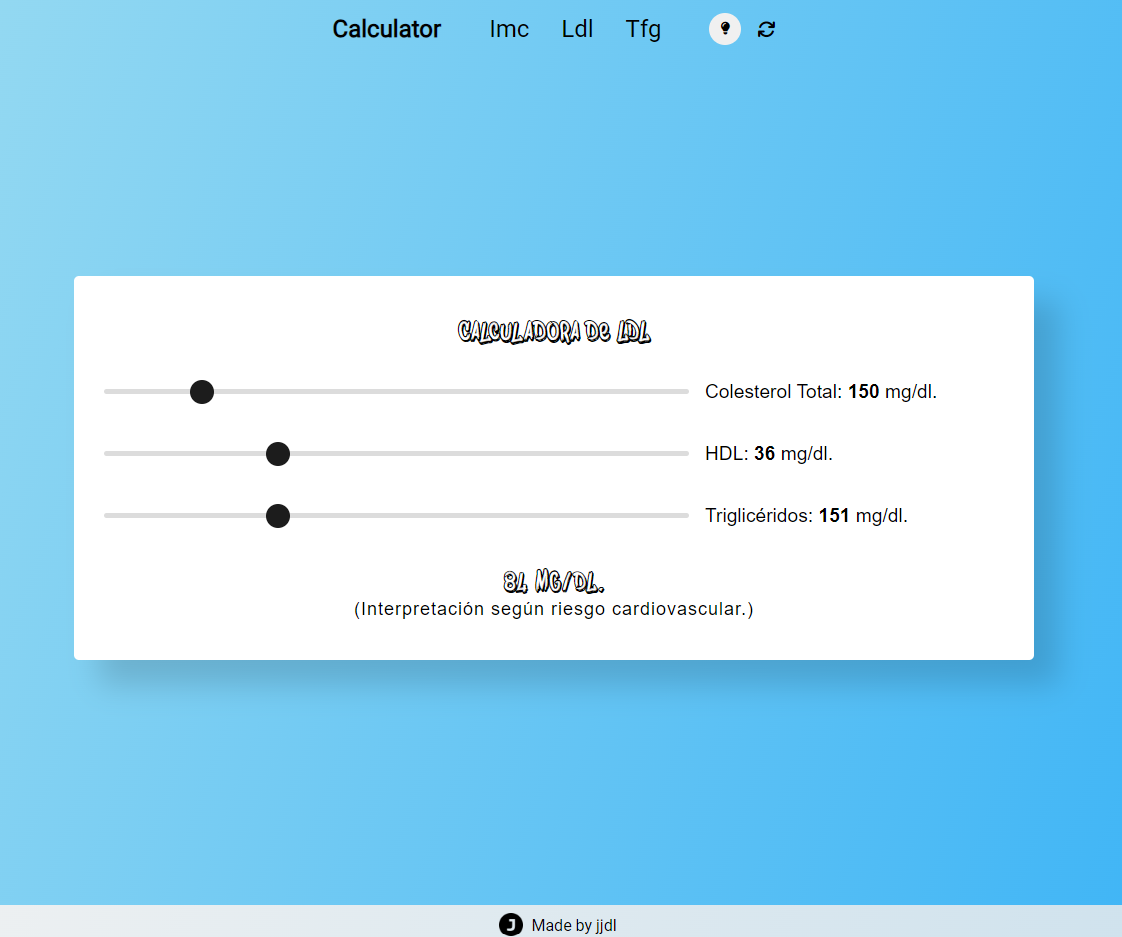 Calculator Imc Ldl Tfg
Calculadora de LDL
Colesterol Total: 150 mg/dl.
HDL: 36 mg/dl.
Triglicéridos: 151 mg/dl.
84 mg/dl.
(Interpretación según riesgo cardiovascular.)
J Made by jjdl